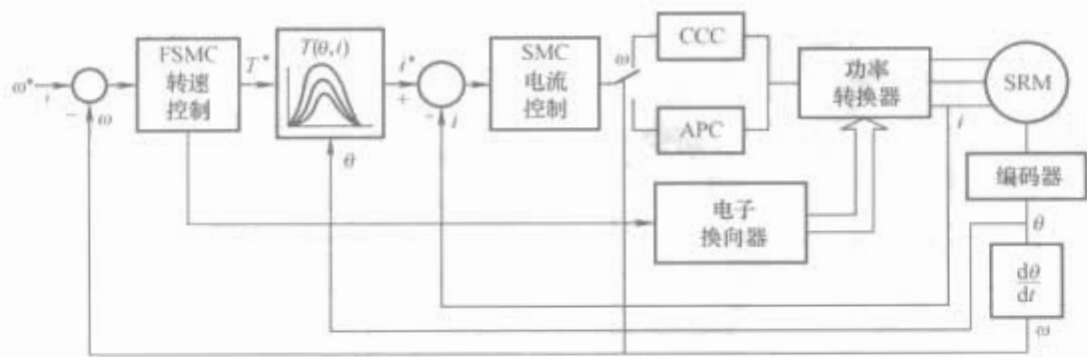 ω*
+
-
ω
FSMC
转速
控制
T*
T(θ,i)
θ
i*
+
-
i
SMC
电流
控制
ω
CCC
APC
电子
换向器
功率
转换器
i
SRM
编码器
θ
dθ
dt
ω